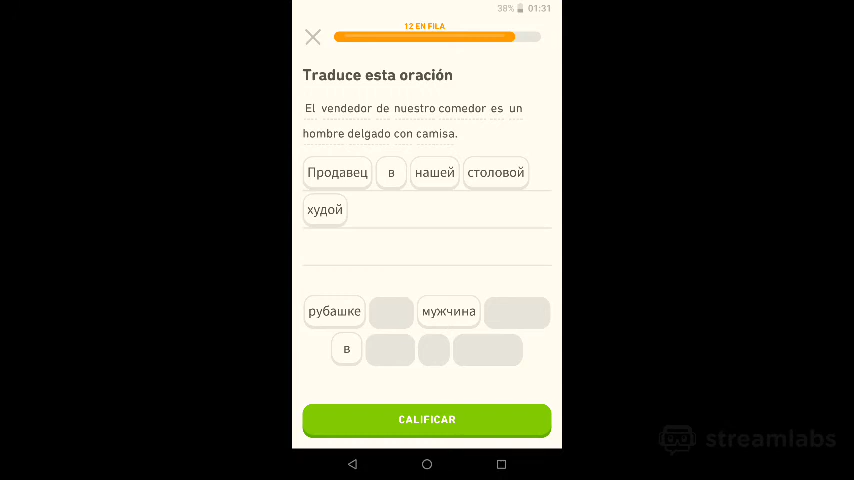 38% 01:31
12 EN FILA
Traduce esta oración
El vendedor de nuestro comedor es un
hombre delgado con camisa.
Продавец в нашей столовой
худой
рубашке мужчина
в
CALIFICAR
streamlabs